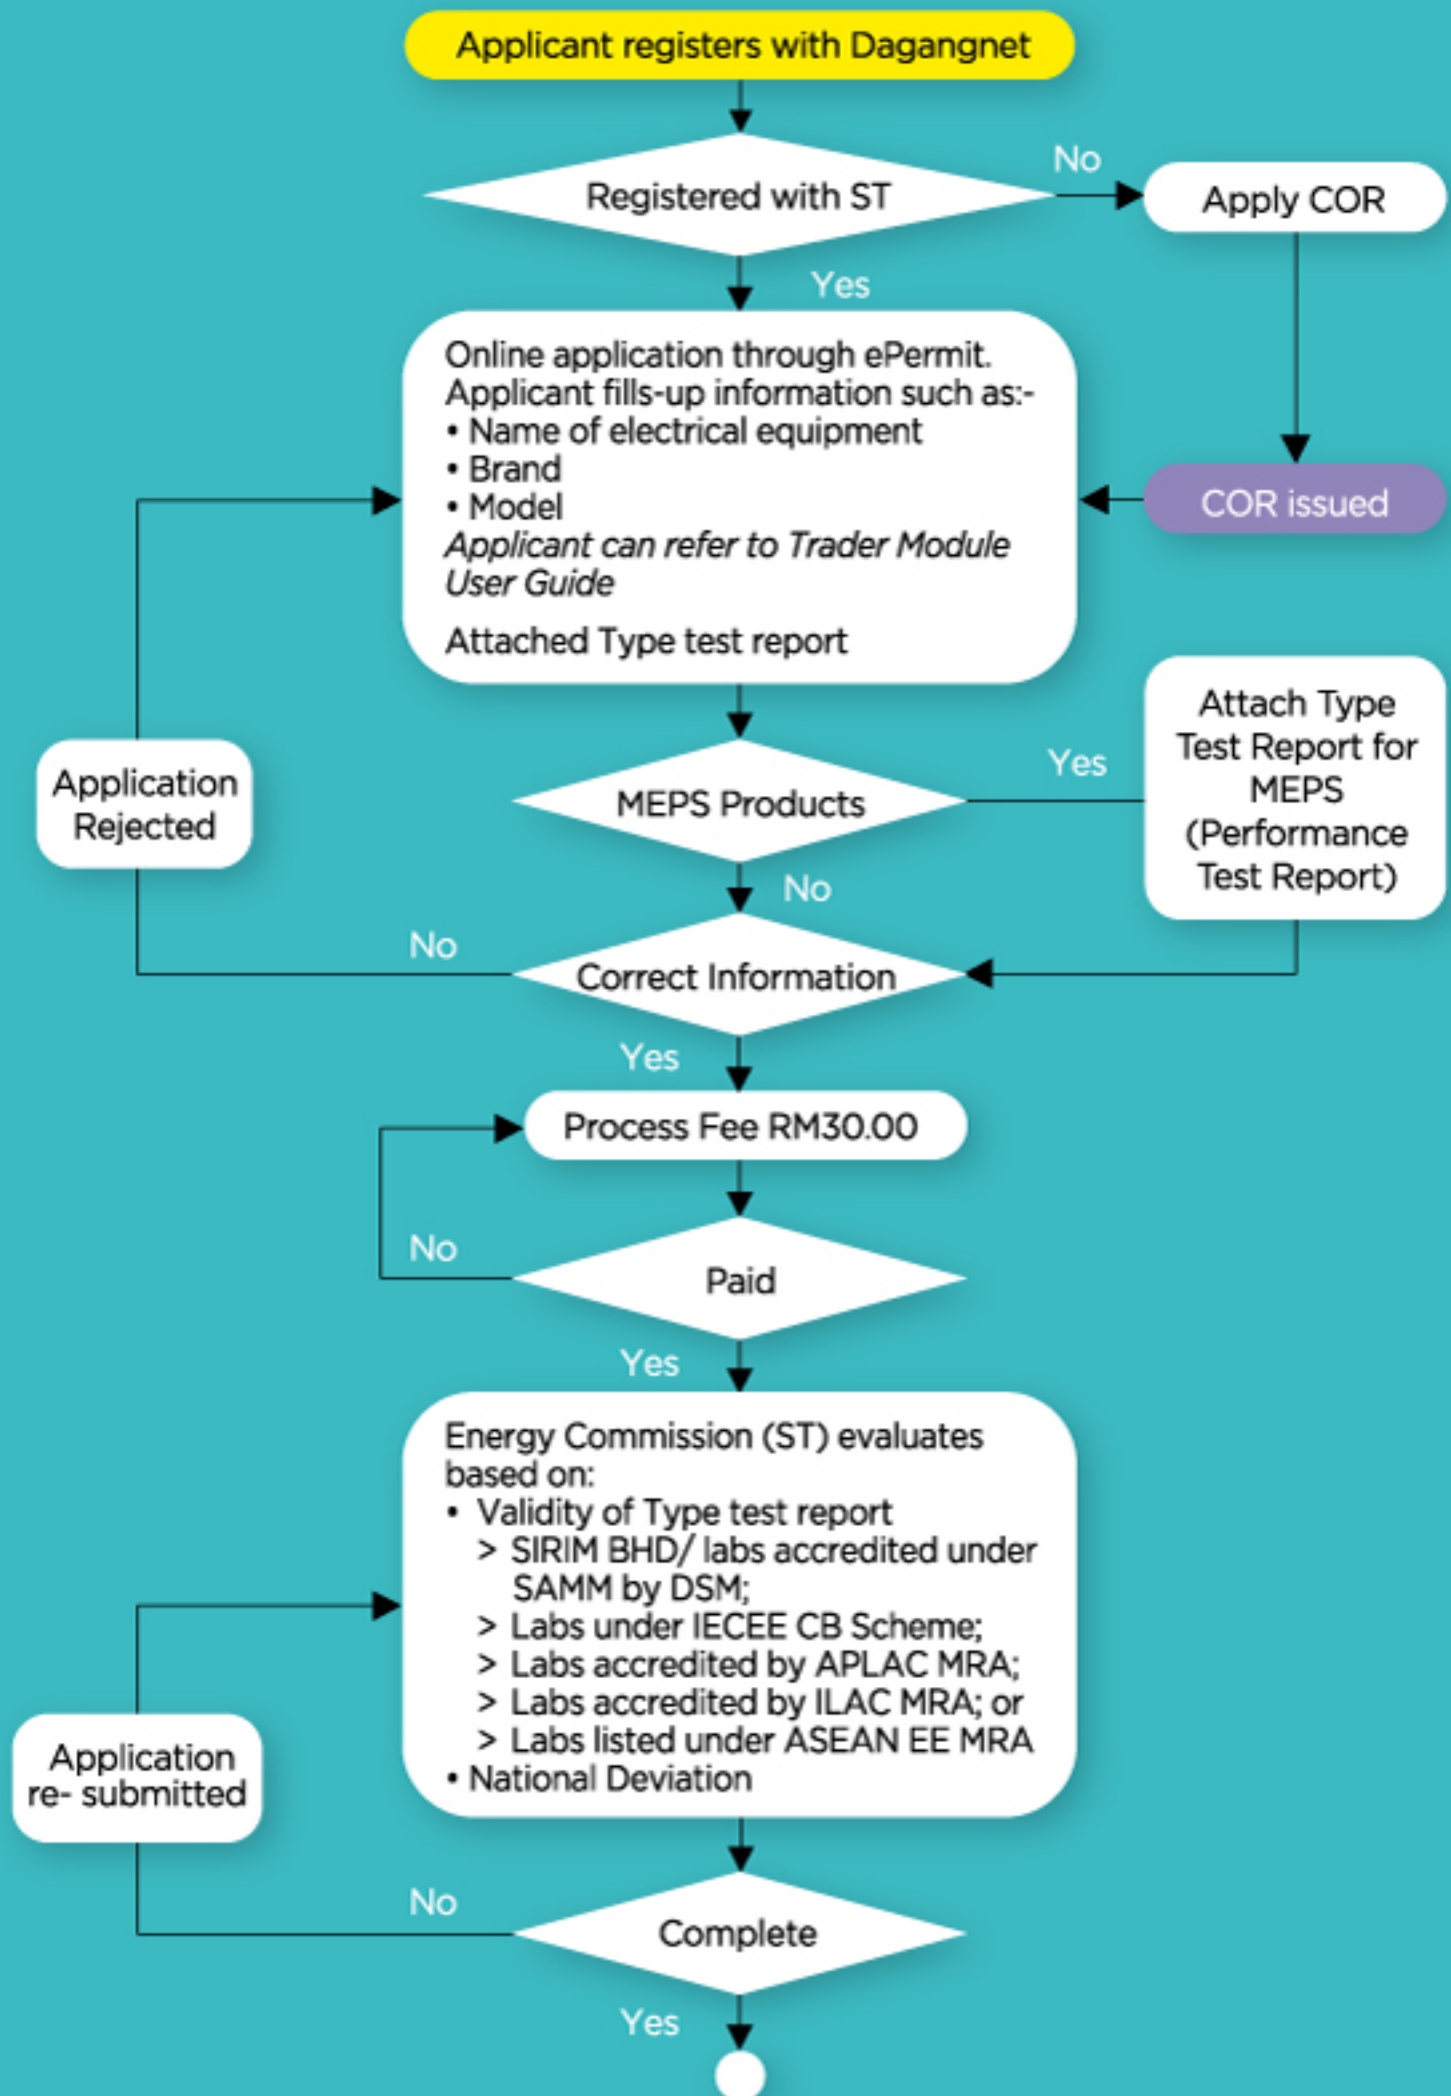 Applicant registers with Dagangnet
Registered with ST
No
Apply COR
Yes
Online application through ePermit.
Applicant fills-up information such as:-
• Name of electrical equipment
• Brand
• Model
Applicant can refer to Trader Module
User Guide
Attached Type test report
COR issued
MEPS Products
Yes
Attach Type
Test Report for
MEPS
(Performance
Test Report)
Application
Rejected
No
Correct Information
No
Yes
Process Fee RM30.00
Paid
No
Yes
Energy Commission (ST) evaluates
based on:
• Validity of Type test report
> SIRIM BHD/ labs accredited under
SAMM by DSM;
> Labs under IECEE CB Scheme;
> Labs accredited by APLAC MRA;
> Labs accredited by ILAC MRA; or
> Labs listed under ASEAN EE MRA
• National Deviation
Application
re- submitted
No
Complete
Yes